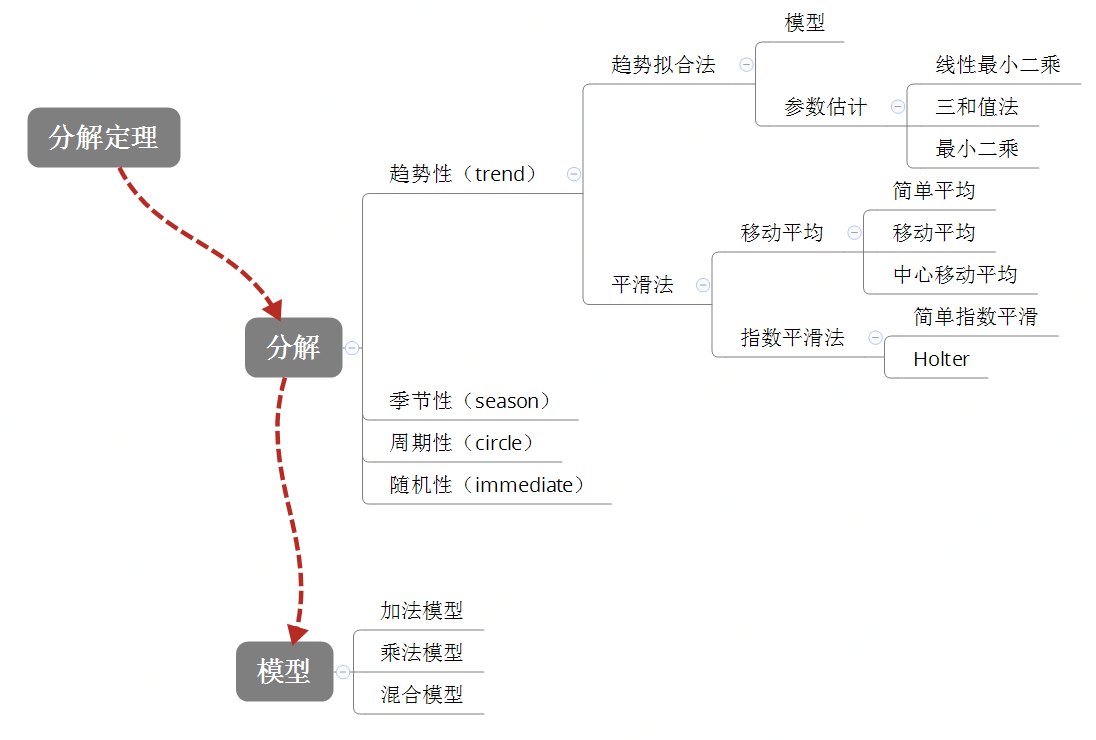 分解定理
分解
趋势性（trend）
趋势拟合法
模型
参数估计
线性最小二乘
三和值法
最小二乘
平滑法
移动平均
简单平均
移动平均
中心移动平均
指数平滑法
简单指数平滑
Holter
季节性（season）
周期性（circle）
随机性（immediate）
模型
加法模型
乘法模型
混合模型